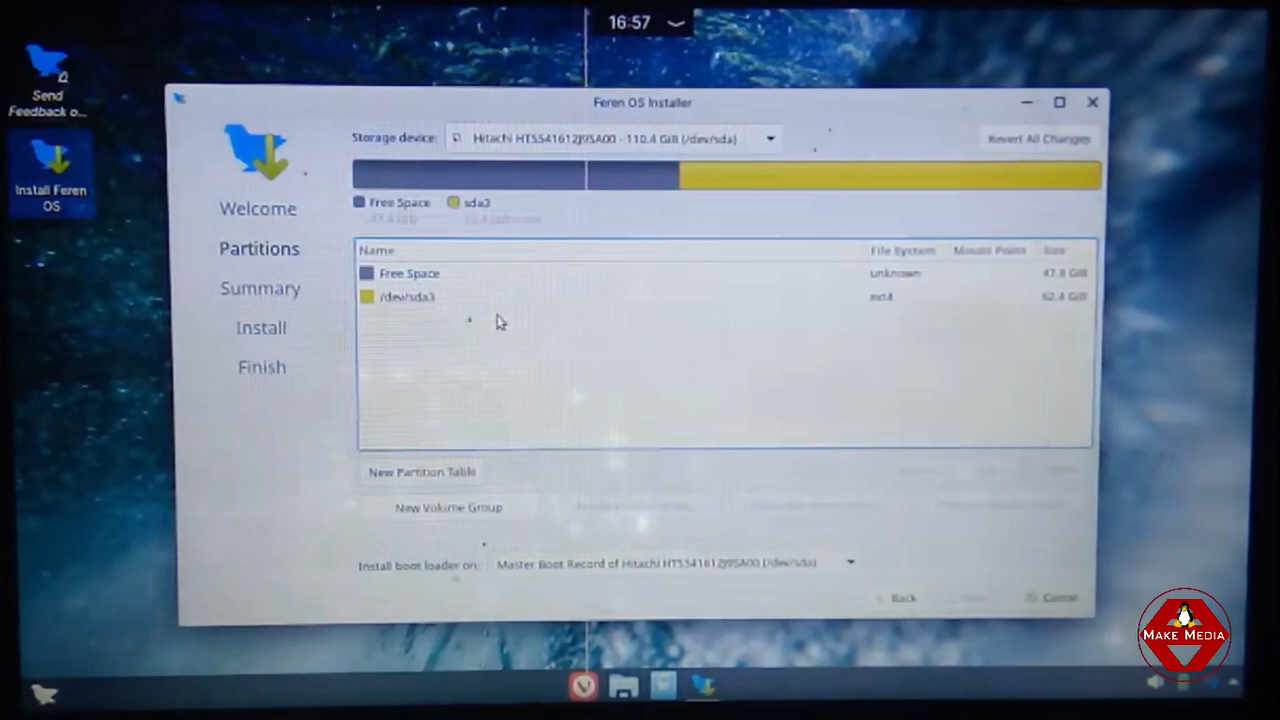 16:57
Send
Feedback o...
Install Feren
OS
Feren OS Installer
Storage device:
Hitachi HTS541612J9SA00 - 110.4 GiB (/dev/sda)
Revert All Changes
Welcome
Partitions
Summary
Install
Finish
Free Space
sda3
Name
File System
Mount Point
Size
Free Space
unknown
47.9 GiB
/dev/sda3
ext4
62.4 GiB
New Partition Table
New Volume Group
Install boot loader on:
Master Boot Record of Hitachi HTS541612J9SA00 (/dev/sda)
Back
Cancel
MAKE MEDIA